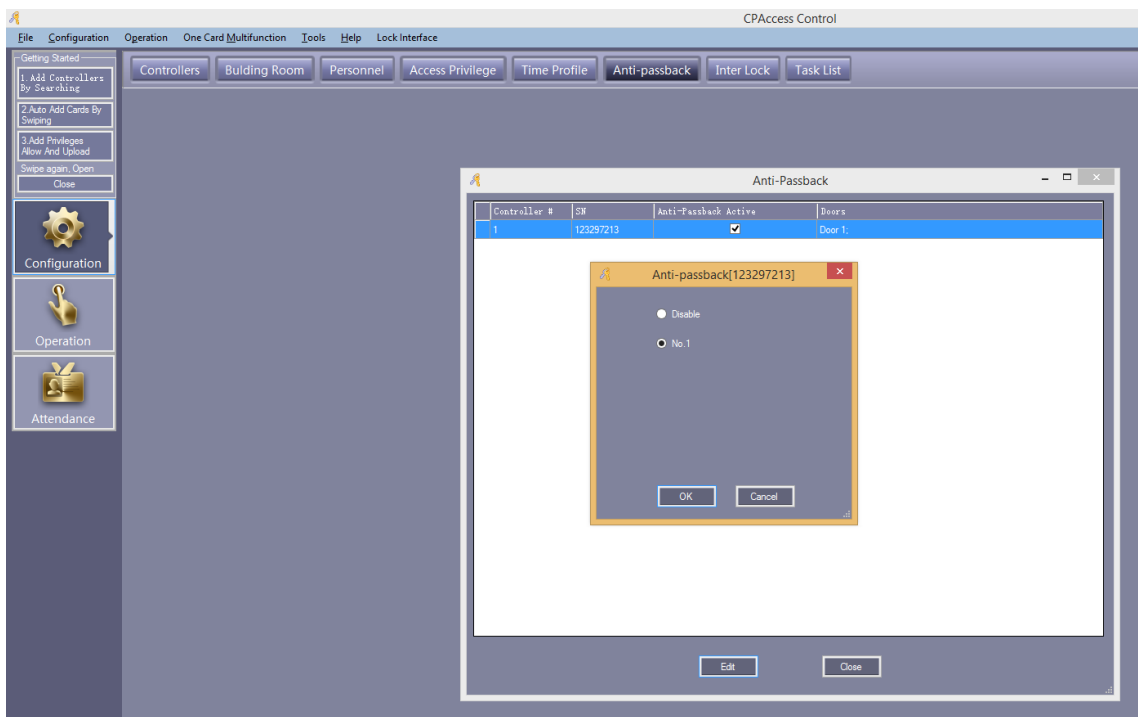 CPAccess Control
File Configuration Operation One Card Multifunction Tools Help Lock Interface
Getting Started
1. Add Controllers
By Searching
2.Auto Add Cards By
Swiping
3.Add Privileges
Allow And Upload
Swipe again, Open
Close
Configuration
Operation
Attendance
Controllers Bulding Room Personnel Access Privilege Time Profile Anti-passback Inter Lock Task List
Anti-Passback
Controller # SN Anti-Passback Active Doors
1 123297213 Door 1;
Anti-passback[123297213]
Disable
No.1
OK Cancel
Edit Close